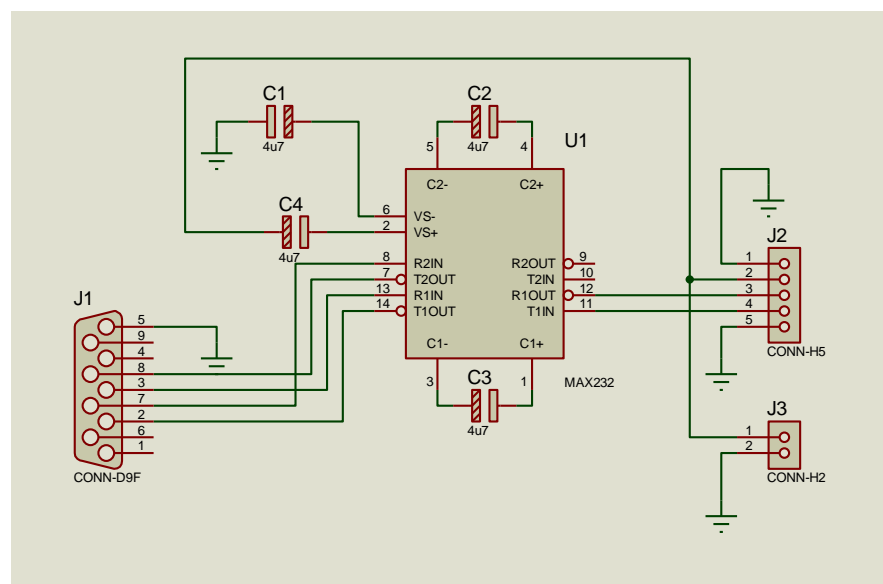 C1
4u7
C2
4u7
5
4
U1
C2-
C2+
6
VS-
2
VS+
C4
4u7
8
R2IN
7
T2OUT
13
R1IN
14
T1OUT
R2OUT
9
T2IN
10
R1OUT
12
T1IN
11
C1-
C1+
3
1
MAX232
C3
4u7
J1
5
9
4
8
3
7
2
6
1
CONN-D9F
J2
1
2
3
4
5
CONN-H5
J3
1
2
CONN-H2